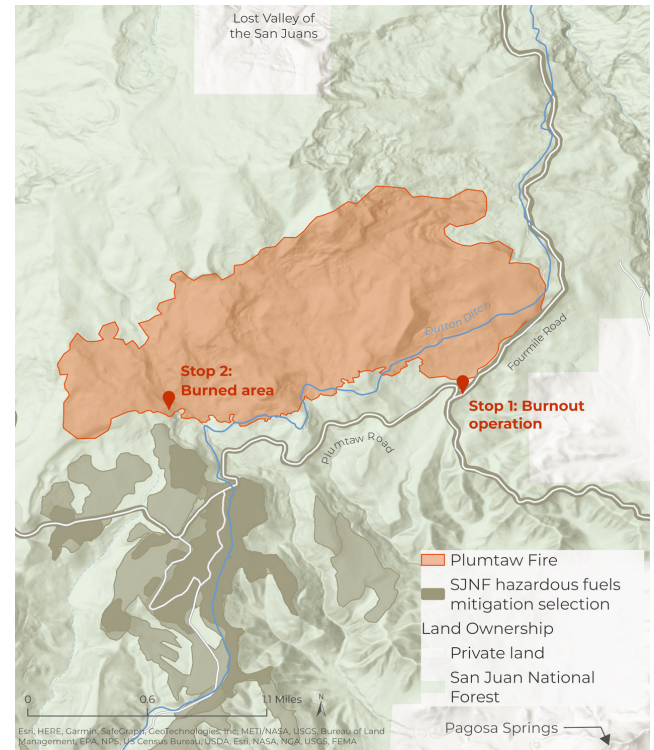 Lost Valley of
the San Juans
Dutton Ditch
Fourmile Road
Stop 2:
Burned area
Stop 1: Burnout
operation
Plumtaw Road
Plumtaw Fire
SJNF hazardous fuels
mitigation selection
Land Ownership
Private land
San Juan National
Forest
0 0.6 1.1 Miles
N
Esri, HERE, Garmin, SafeGraph, GeoTechnologies, Inc, METI/NASA, USGS, Bureau of Land
Management, EPA, NPS, US Census Bureau, USDA, Esri, NASA, NGA, USGS, FEMA
Pagosa Springs